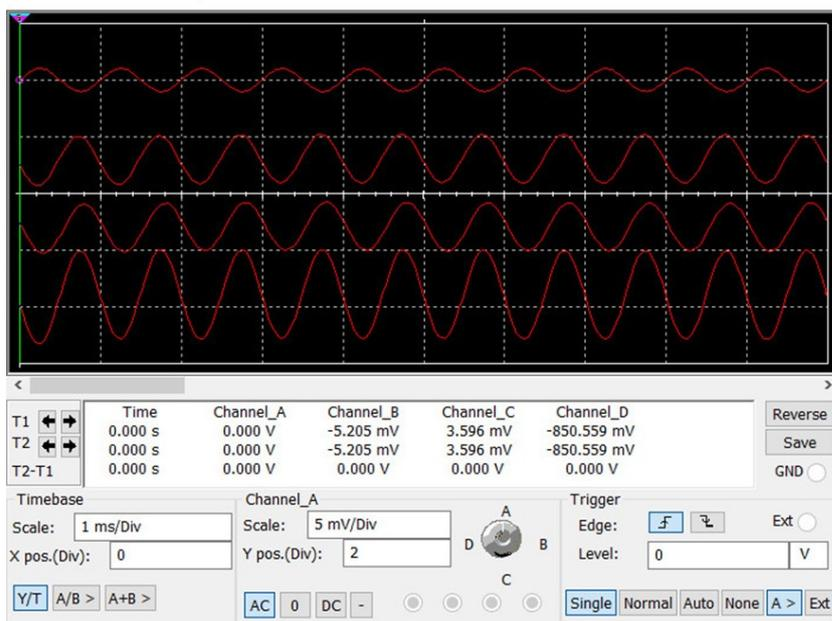 Time Channel_A Channel_B Channel_C Channel_D
T1 0.000 s 0.000 V -5.205 mV 3.596 mV -850.559 mV
T2 0.000 s 0.000 V -5.205 mV 3.596 mV -850.559 mV
T2-T1 0.000 s 0.000 V 0.000 V 0.000 V 0.000 V
Reverse
Save
GND
Timebase
Scale: 1 ms/Div
X pos.(Div): 0
Y/T A/B > A+B >
Channel_A
Scale: 5 mV/Div
Y pos.(Div): 2
AC 0 DC -
A
D B
C
Trigger
Edge: Ext
Level: 0 V
Single Normal Auto None A > Ext